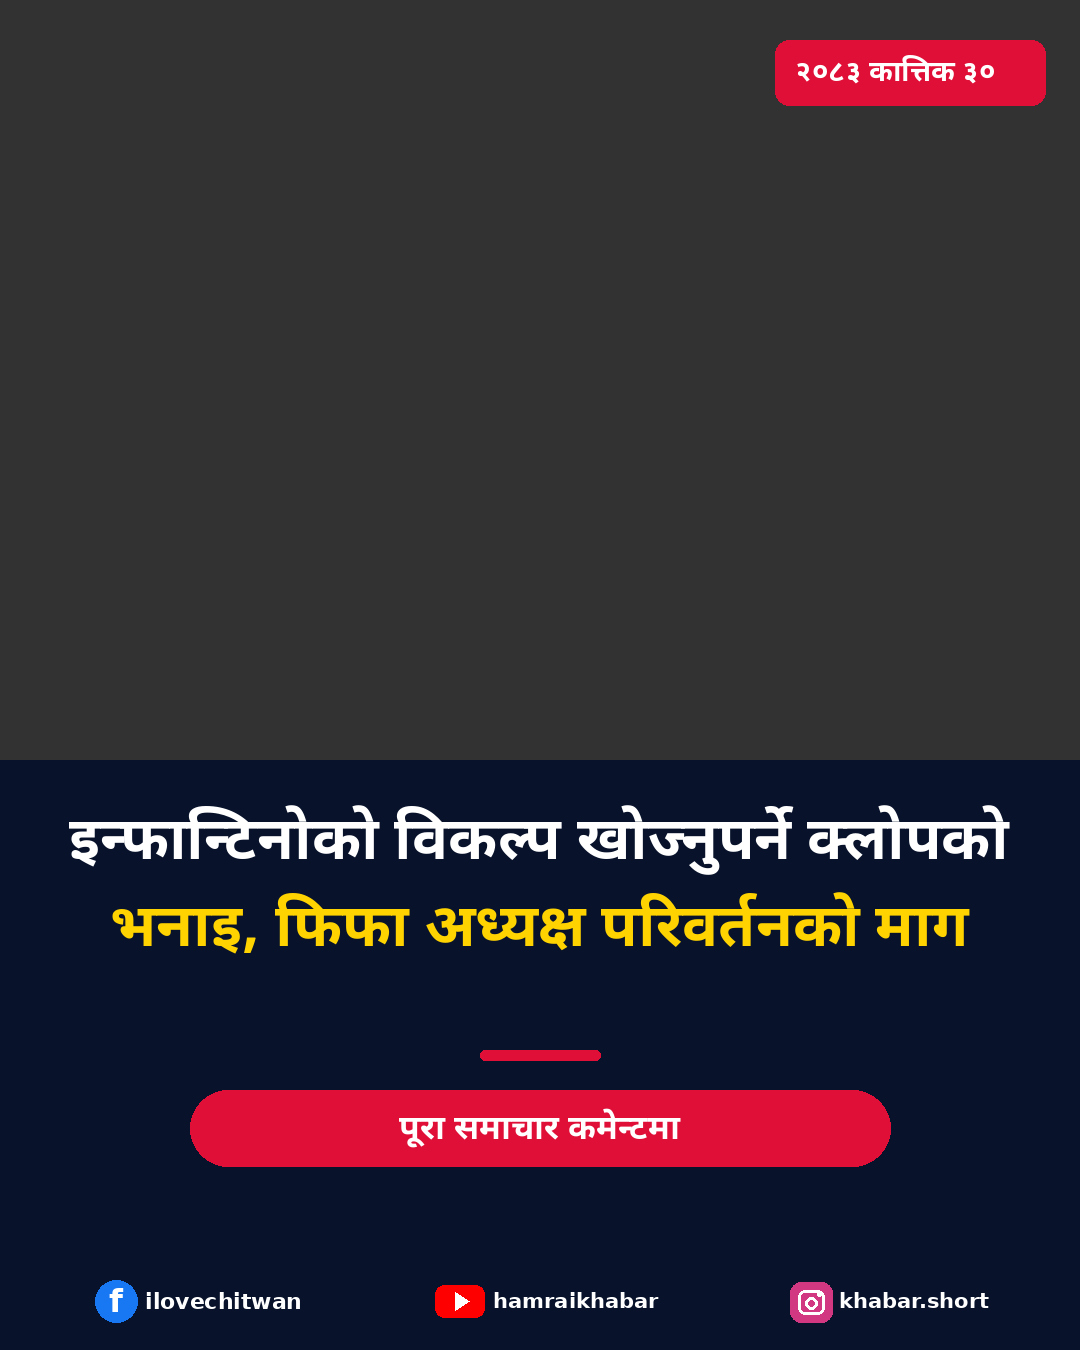 २०८३ कात्तिक ३०
इन्फान्टिनोको विकल्प खोज्नुपर्ने क्लोपको
भनाइ, फिफा अध्यक्ष परिवर्तनको माग
पूरा समाचार कमेन्टमा
f ilovechitwan
hamraikhabar
khabar.short